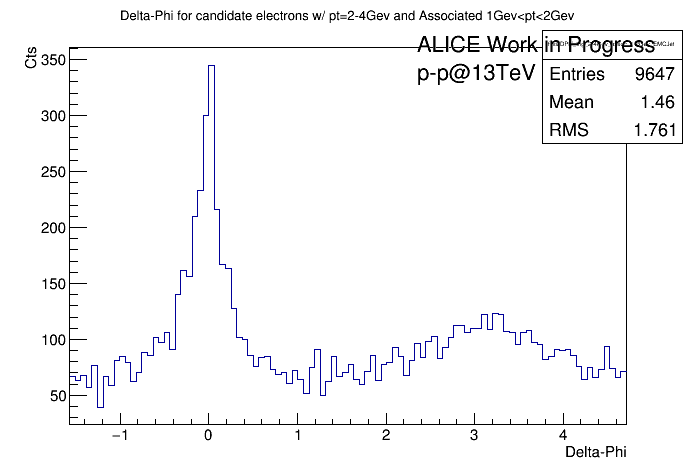 Delta-Phi for candidate electrons w/ pt=2-4Gev and Associated 1Gev<pt<2Gev
Cts
ALICE Work in Progress
p-p@13TeV
Entries 9647
Mean 1.46
RMS 1.761
350
300
250
200
150
100
50
−1 0 1 2 3 4
Delta-Phi